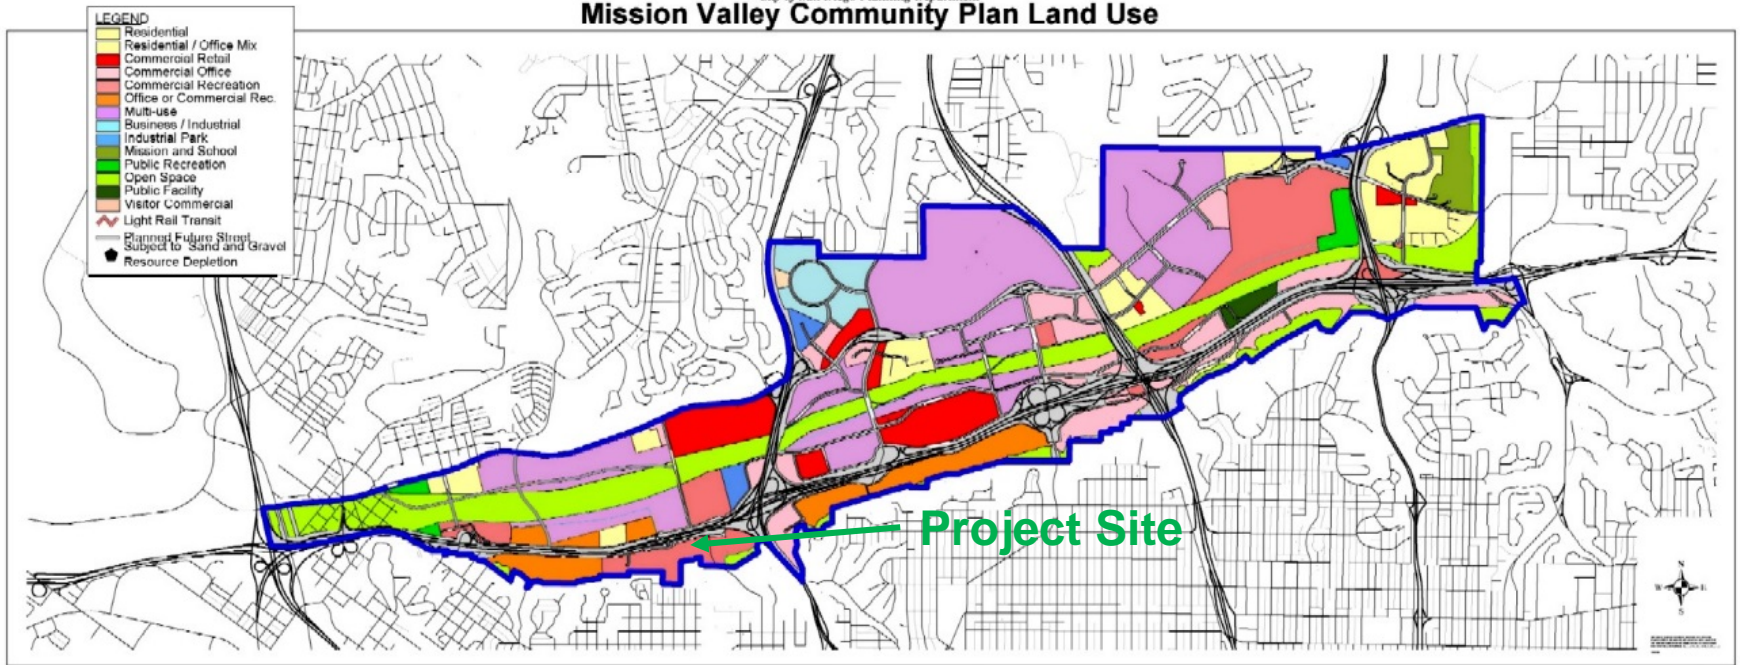 Mission Valley Community Plan Land Use
LEGEND
Residential
Residential / Office Mix
Commercial Retail
Commercial Office
Commercial Recreation
Office or Commercial Rec.
Multi-use
Business / Industrial
Industrial Park
Mission and School
Public Recreation
Open Space
Public Facility
Visitor Commercial
Light Rail Transit
Planned Future Street
Subject to Sand and Gravel
Resource Depletion
Project Site
N
W E
S